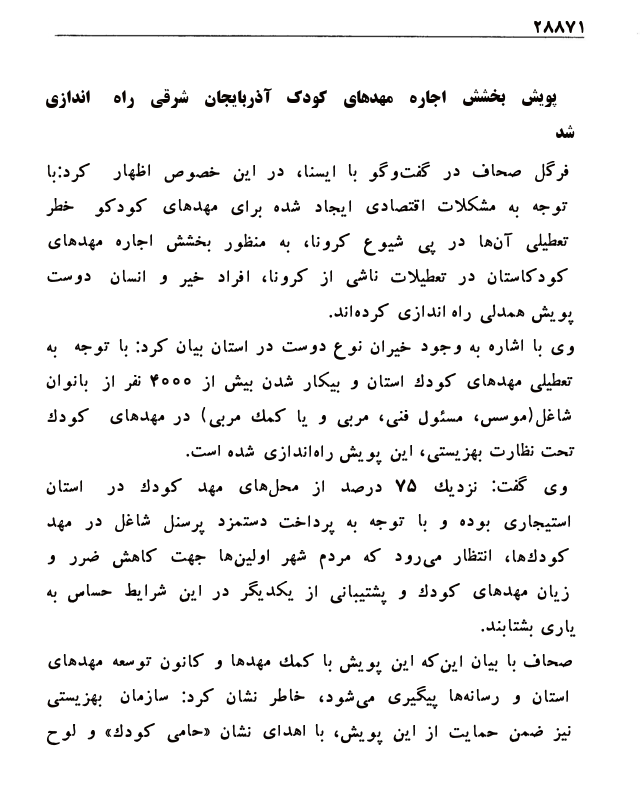 ۲۸۸۷۱
پویش بخشش اجاره مهدهای کودک آذربایجان شرقی راه اندازی
شد
فرگل صحاف در گفت‌وگو با ایسنا، در این خصوص اظهار کرد:با
توجه به مشکلات اقتصادی ایجاد شده برای مهدهای کودکو خطر
تعطیلی آن‌ها در پی شیوع کرونا، به منظور بخشش اجاره مهدهای
کودکاستان در تعطیلات ناشی از کرونا، افراد خیر و انسان دوست
پویش همدلی راه اندازی کرده‌اند.
وی با اشاره به وجود خیران نوع دوست در استان بیان کرد: با توجه به
تعطیلی مهدهای کودك استان و بیکار شدن بیش از ۴۰۰۰ نفر از بانوان
شاغل(موسس، مسئول فنی، مربی و یا کمك مربی) در مهدهای کودك
تحت نظارت بهزیستی، این پویش راه‌اندازی شده است.
وی گفت: نزدیك ۷۵ درصد از محل‌های مهد کودك در استان
استیجاری بوده و با توجه به پرداخت دستمزد پرسنل شاغل در مهد
کودك‌ها، انتظار می‌رود که مردم شهر اولین‌ها جهت کاهش ضرر و
زیان مهدهای کودك و پشتیبانی از یکدیگر در این شرایط حساس به
یاری بشتابند.
صحاف با بیان این‌که این پویش با کمك مهدها و کانون توسعه مهدهای
استان و رسانه‌ها پیگیری می‌شود، خاطر نشان کرد: سازمان بهزیستی
نیز ضمن حمایت از این پویش، با اهدای نشان «حامی کودك» و لوح